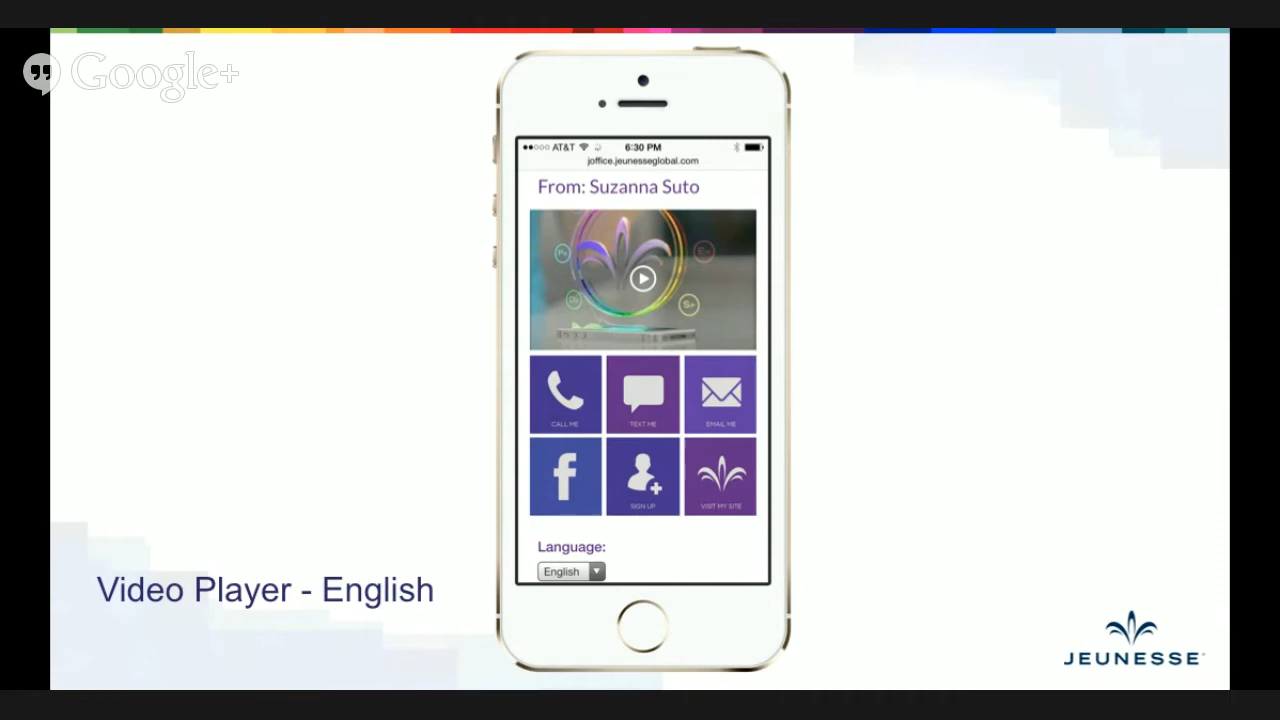 Google+
AT&T 6:30 PM
joffice.jeunesseglobal.com
From: Suzanna Suto
CALL ME
TEXT ME
EMAIL ME
SIGN UP
VISIT MY SITE
Language:
English
Video Player - English
JEUNESSE